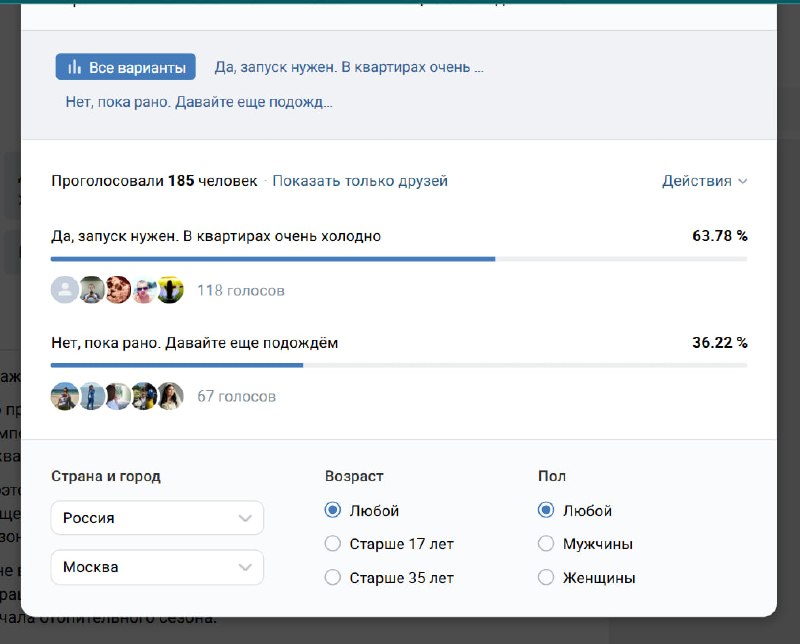 Все варианты
Да, запуск нужен. В квартирах очень ...
Нет, пока рано. Давайте еще подожд...
Проголосовали 185 человек · Показать только друзей
Действия
Да, запуск нужен. В квартирах очень холодно
63.78 %
118 голосов
Нет, пока рано. Давайте еще подождём
36.22 %
67 голосов
Страна и город
Россия
Москва
Возраст
Любой
Старше 17 лет
Старше 35 лет
Пол
Любой
Мужчины
Женщины
отопительного сезона.